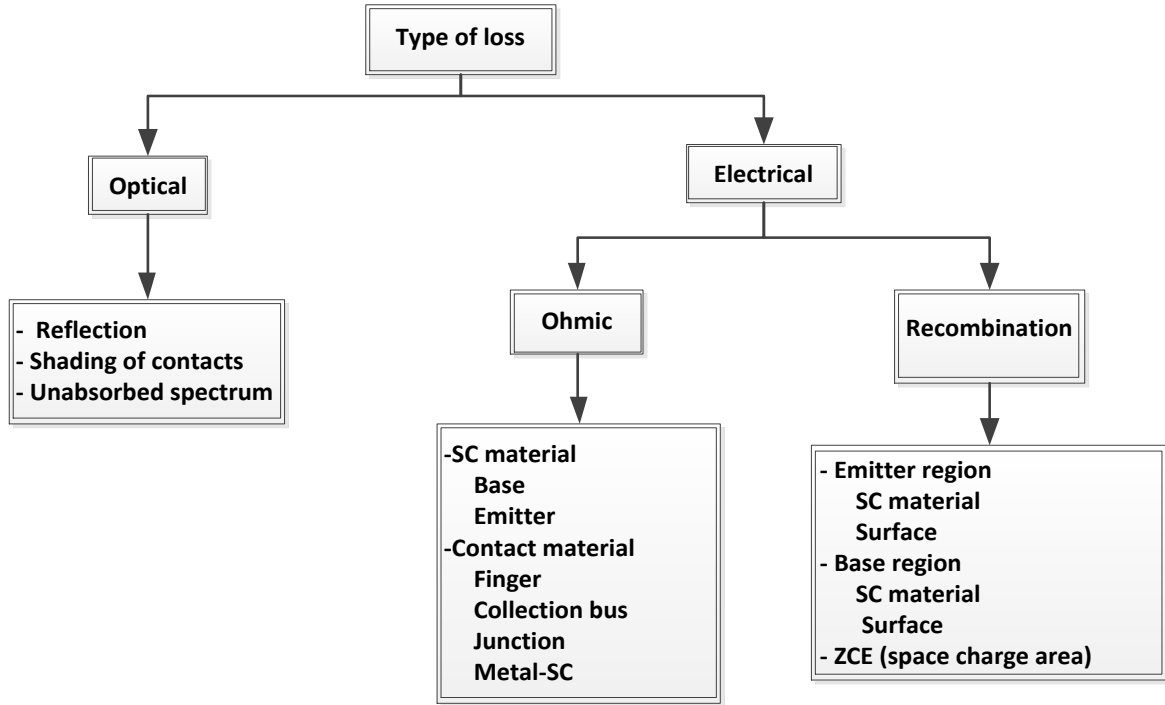 Type of loss
Optical
Electrical
- Reflection
- Shading of contacts
- Unabsorbed spectrum
Ohmic
Recombination
-SC material
Base
Emitter
-Contact material
Finger
Collection bus
Junction
Metal-SC
- Emitter region
SC material
Surface
- Base region
SC material
Surface
- ZCE (space charge area)